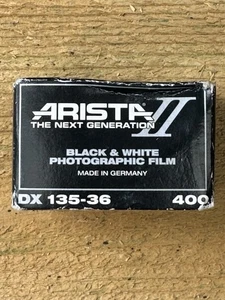 ARISTA II
THE NEXT GENERATION
BLACK & WHITE
PHOTOGRAPHIC FILM
MADE IN GERMANY
DX 135-36 400